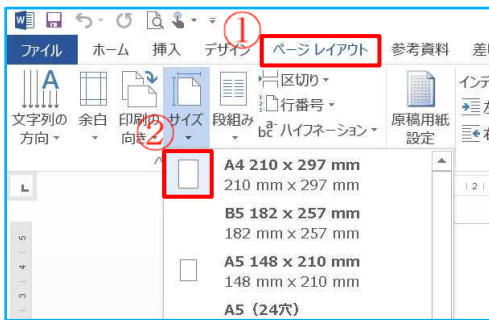 ①
ファイル ホーム 挿入 デザイン ページ レイアウト 参考資料
文字列の方向
余白
印刷の向き
サイズ
段組み
区切り
行番号
bc ハイフネーション
原稿用紙設定
②
A4 210 x 297 mm
210 mm x 297 mm
B5 182 x 257 mm
182 mm x 257 mm
A5 148 x 210 mm
148 mm x 210 mm
A5 (24穴)